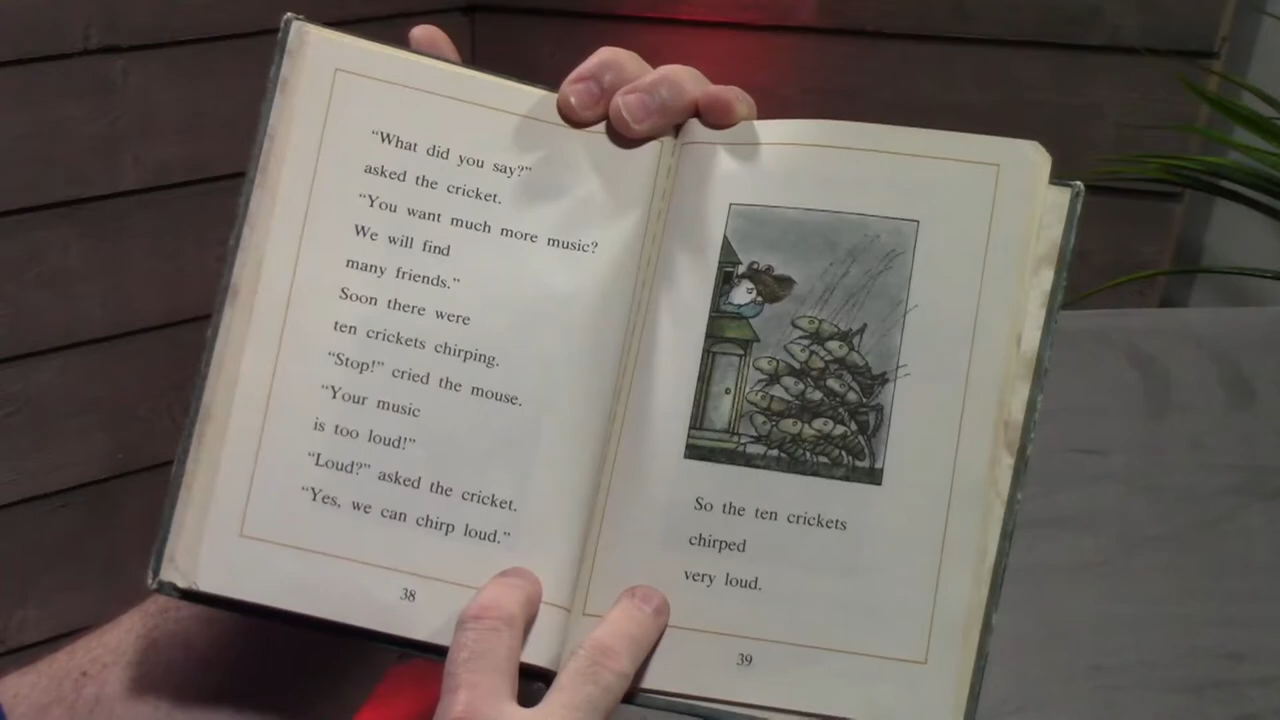 “What did you say?”
asked the cricket.
“You want much more music?
We will find
many friends.”
Soon there were
ten crickets chirping.
“Stop!” cried the mouse.
“Your music
is too loud!”
“Loud?” asked the cricket.
“Yes, we can chirp loud.”
38
So the ten crickets
chirped
very loud.
39